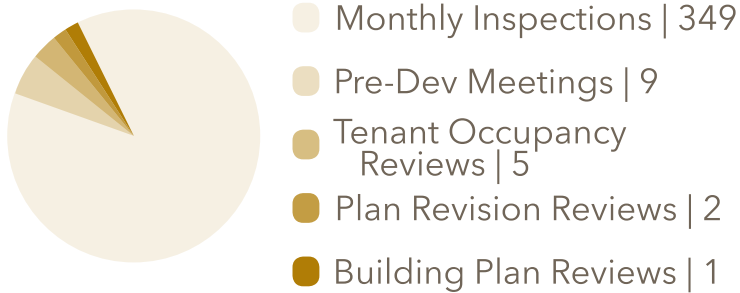 Monthly Inspections | 349
Pre-Dev Meetings | 9
Tenant Occupancy
Reviews | 5
Plan Revision Reviews | 2
Building Plan Reviews | 1